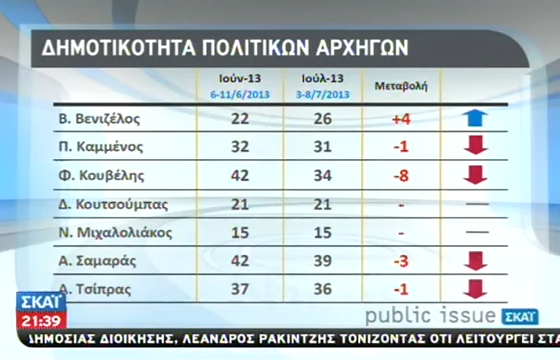 ΔΗΜΟΤΙΚΟΤΗΤΑ ΠΟΛΙΤΙΚΩΝ ΑΡΧΗΓΩΝ
Ιούν-13 Ιούλ-13 Μεταβολή
6-11/6/2013 3-8/7/2013
Β. Βενιζέλος 22 26 +4
Π. Καμμένος 32 31 -1
Φ. Κουβέλης 42 34 -8
Δ. Κουτσούμπας 21 21 -
Ν. Μιχαλολιάκος 15 15 -
Α. Σαμαράς 42 39 -3
Α. Τσίπρας 37 36 -1
ΣΚΑΪ
21:39
public issue ΣΚΑΪ
ΔΗΜΟΣΙΑΣ ΔΙΟΙΚΗΣΗΣ, ΛΕΑΝΔΡΟΣ ΡΑΚΙΝΤΖΗΣ ΤΟΝΙΖΟΝΤΑΣ ΟΤΙ ΛΕΙΤΟΥΡΓΕΙ ΣΤΑ